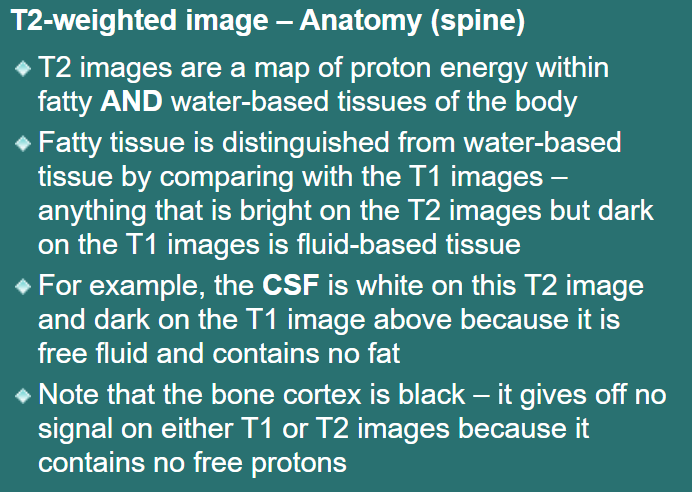 T2-weighted image – Anatomy (spine)
T2 images are a map of proton energy within
fatty AND water-based tissues of the body
Fatty tissue is distinguished from water-based
tissue by comparing with the T1 images –
anything that is bright on the T2 images but dark
on the T1 images is fluid-based tissue
For example, the CSF is white on this T2 image
and dark on the T1 image above because it is
free fluid and contains no fat
Note that the bone cortex is black – it gives off no
signal on either T1 or T2 images because it
contains no free protons